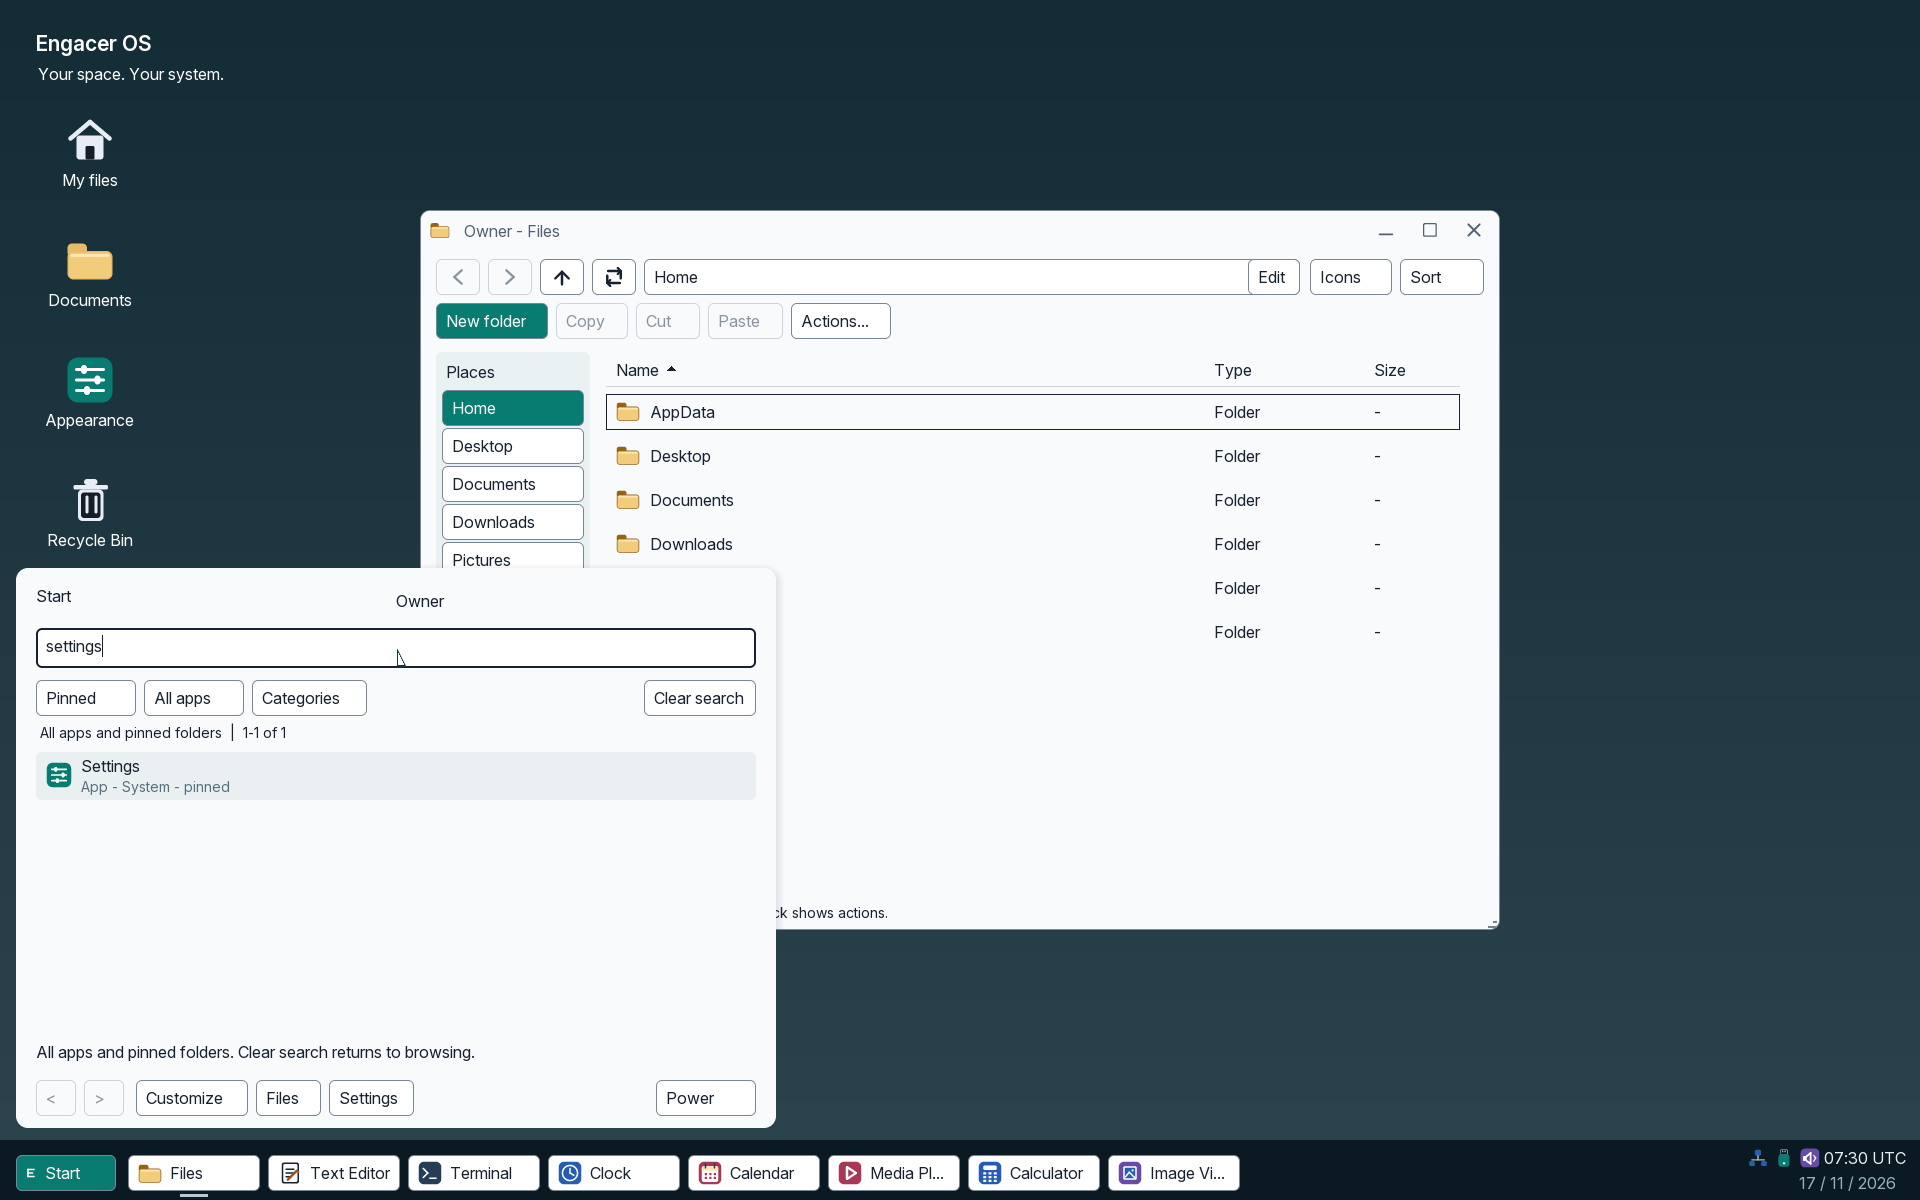 Engacer OS
Your space. Your system.
My files
Documents
Appearance
Recycle Bin
Owner - Files
Home
Edit
Icons
Sort
New folder
Copy
Cut
Paste
Actions...
Places
Home
Desktop
Documents
Downloads
Pictures
Name
Type
Size
AppData
Folder
-
Desktop
Folder
-
Documents
Folder
-
Downloads
Folder
-
Folder
-
Folder
-
ck shows actions.
Start
Owner
settings
Pinned
All apps
Categories
Clear search
All apps and pinned folders | 1-1 of 1
Settings
App - System - pinned
All apps and pinned folders. Clear search returns to browsing.
<
>
Customize
Files
Settings
Power
E Start
Files
Text Editor
Terminal
Clock
Calendar
Media Pl...
Calculator
Image Vi...
07:30 UTC
17 / 11 / 2026